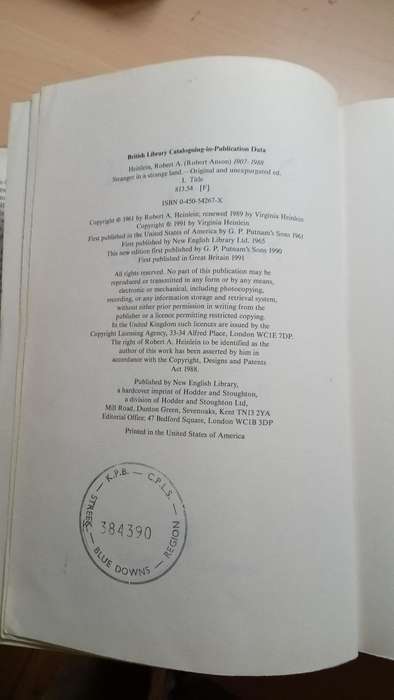 British Library Cataloguing-in-Publication Data
Heinlein, Robert A. (Robert Anson) 1907-1988
Stranger in a strange land.—Original and unexpurgated ed.
I. Title
813.54 [F]
ISBN 0-450-54267-X
Copyright © 1961 by Robert A. Heinlein; renewed 1989 by Virginia Heinlein
Copyright © 1991 by Virginia Heinlein
First published in the United States of America by G. P. Putnam's Sons 1961
First published by New English Library Ltd. 1965
This new edition first published by G. P. Putnam's Sons 1990
First published in Great Britain 1991
All rights reserved. No part of this publication may be
reproduced or transmitted in any form or by any means,
electronic or mechanical, including photocopying,
recording, or any information storage and retrieval system,
without either prior permission in writing from the
publisher or a licence permitting restricted copying.
In the United Kingdom such licences are issued by the
Copyright Licensing Agency, 33-34 Alfred Place, London WC1E 7DP.
The right of Robert A. Heinlein to be identified as the
author of this work has been asserted by him in
accordance with the Copyright, Designs and Patents
Act 1988.
Published by New English Library,
a hardcover imprint of Hodder and Stoughton,
a division of Hodder and Stoughton Ltd,
Mill Road, Dunton Green, Sevenoaks, Kent TN13 2YA
Editorial Office: 47 Bedford Square, London WC1B 3DP
Printed in the United States of America
K.P.B. — C.P.L.S. —
384390
BLUE DOWNS — REGION